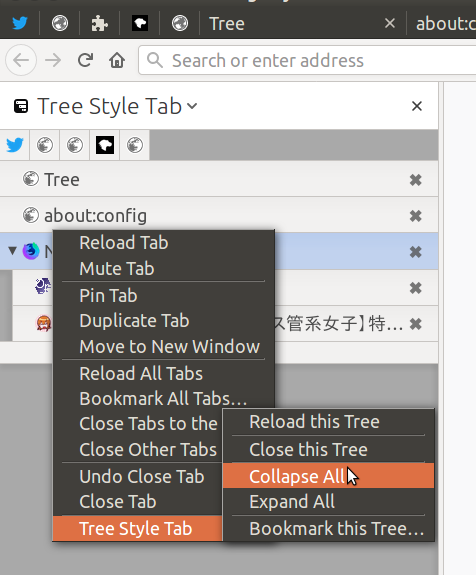 Tree
about:c
Search or enter address
Tree Style Tab
Tree
about:config
N
ス管系女子】特...
Reload Tab
Mute Tab
Pin Tab
Duplicate Tab
Move to New Window
Reload All Tabs
Bookmark All Tabs...
Close Tabs to the
Close Other Tabs
Undo Close Tab
Close Tab
Tree Style Tab
Reload this Tree
Close this Tree
Collapse All
Expand All
Bookmark this Tree...